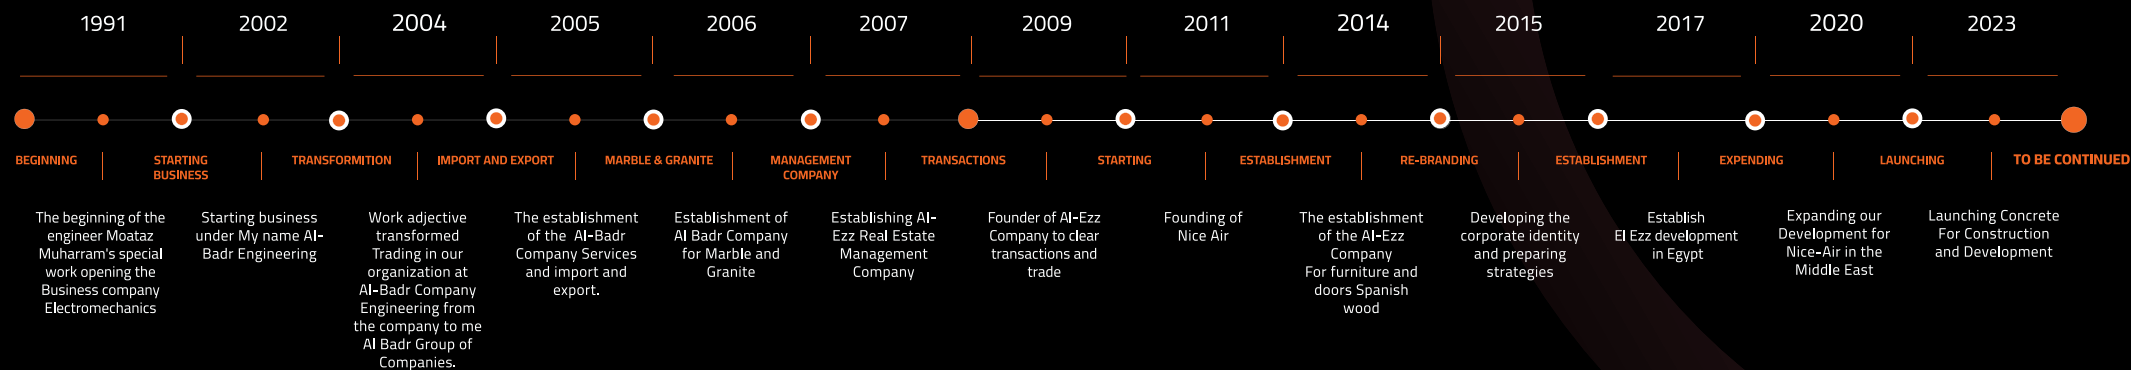 1991
2002
2004
2005
2006
2007
2009
2011
2014
2015
2017
2020
2023
BEGINNING
STARTING
BUSINESS
TRANSFORMITION
IMPORT AND EXPORT
MARBLE & GRANITE
MANAGEMENT
COMPANY
TRANSACTIONS
STARTING
ESTABLISHMENT
RE-BRANDING
ESTABLISHMENT
EXPENDING
LAUNCHING
TO BE CONTINUED
The beginning of the
engineer Moataz
Muharram's special
work opening the
Business company
Electromechanics
Starting business
under My name Al-
Badr Engineering
Work adjective
transformed
Trading in our
organization at
Al-Badr Company
Engineering from
the company to me
Al Badr Group of
Companies.
The establishment
of the Al-Badr
Company Services
and import and
export.
Establishment of
Al Badr Company
for Marble and
Granite
Establishing Al-
Ezz Real Estate
Management
Company
Founder of Al-Ezz
Company to clear
transactions and
trade
Founding of
Nice Air
The establishment
of the Al-Ezz
Company
For furniture and
doors Spanish
wood
Developing the
corporate identity
and preparing
strategies
Establish
El Ezz development
in Egypt
Expanding our
Development for
Nice-Air in the
Middle East
Launching Concrete
For Construction
and Development